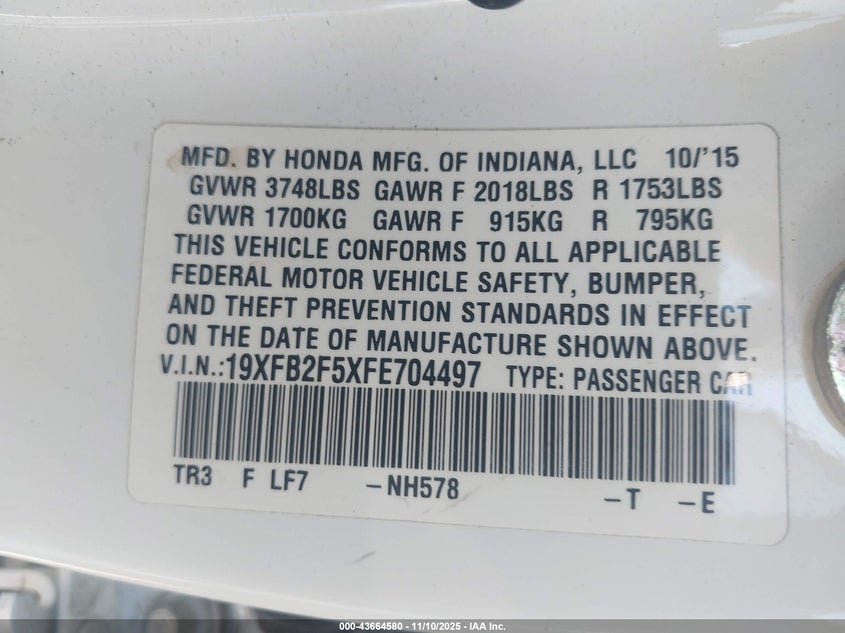 MFD. BY HONDA MFG. OF INDIANA, LLC 10/'15
GVWR 3748LBS GAWR F 2018LBS R 1753LBS
GVWR 1700KG GAWR F 915KG R 795KG
THIS VEHICLE CONFORMS TO ALL APPLICABLE
FEDERAL MOTOR VEHICLE SAFETY, BUMPER,
AND THEFT PREVENTION STANDARDS IN EFFECT
ON THE DATE OF MANUFACTURE SHOWN ABOVE.
V.I.N.:19XFB2F5XFE704497 TYPE: PASSENGER CAR
TR3 F LF7 -NH578 -T -E
000-43664580 — 11/10/2025 — IAA Inc.